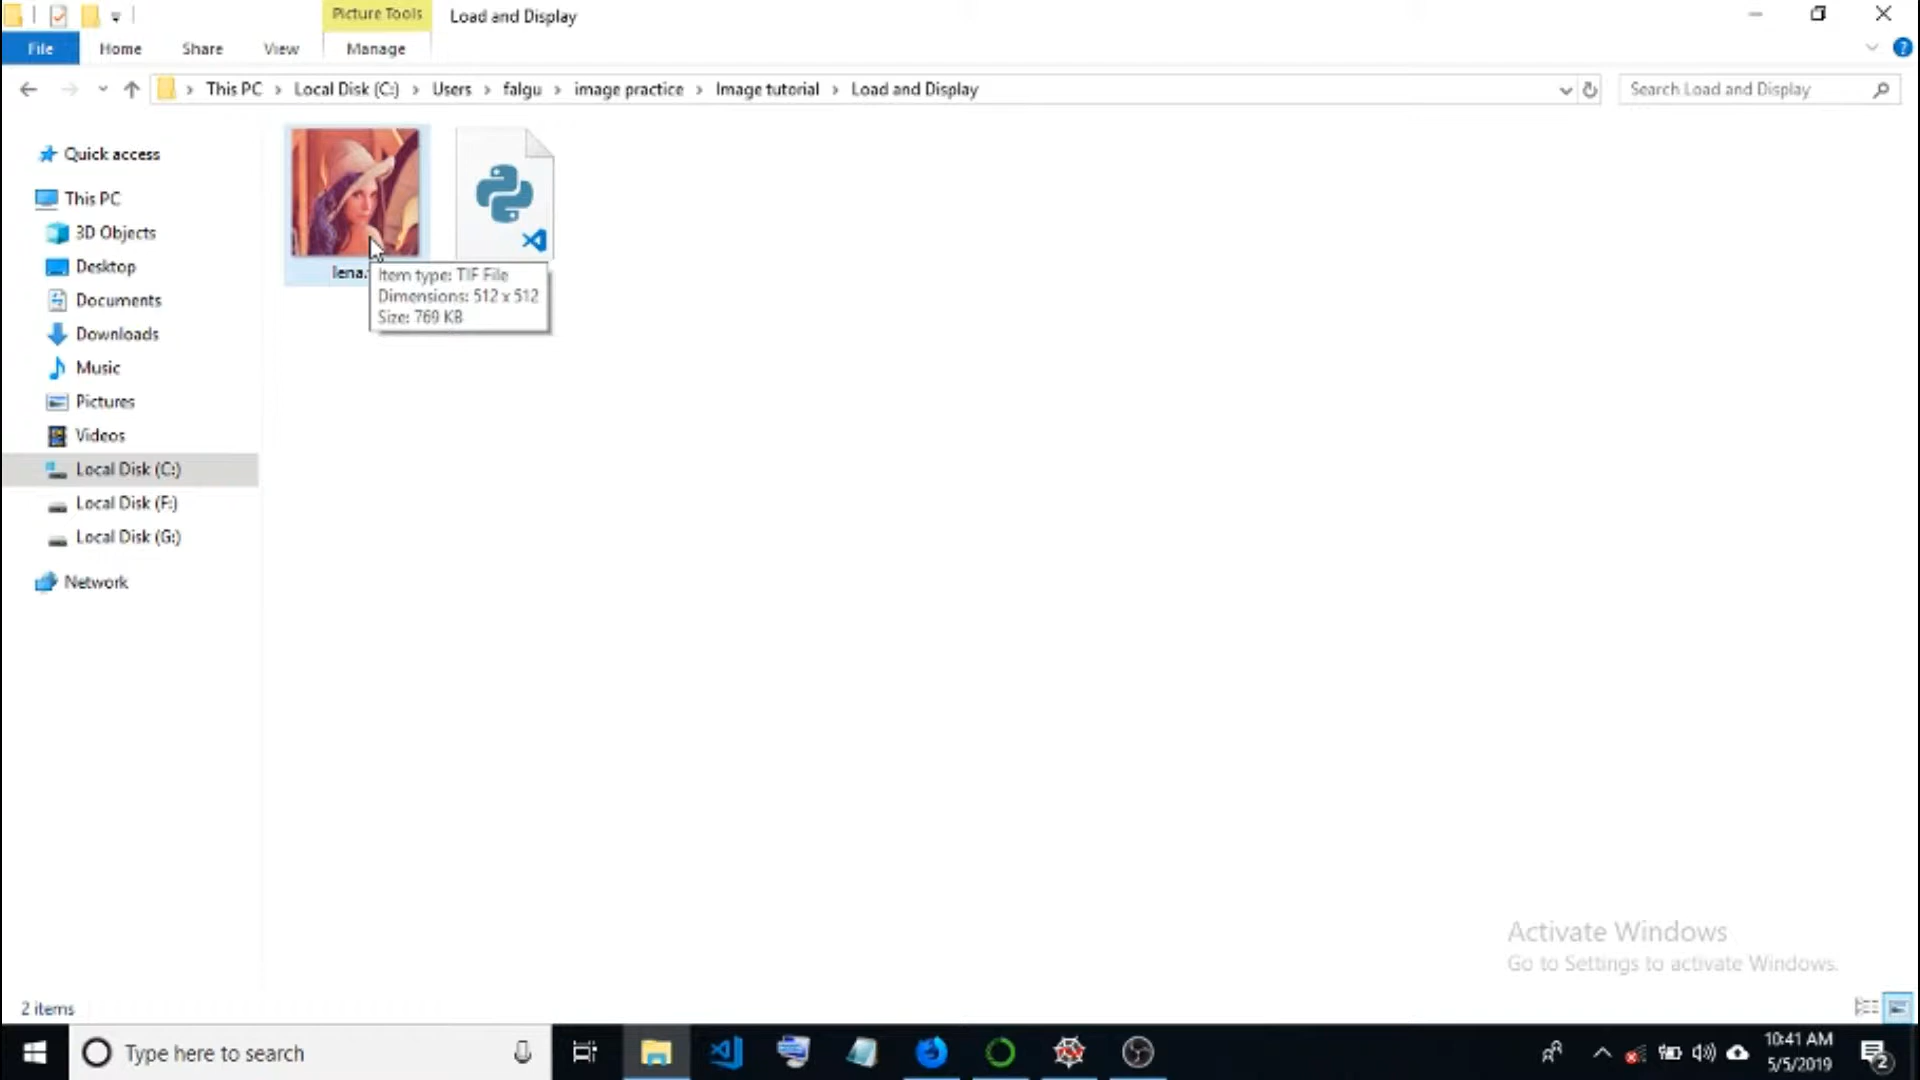 Picture Tools
Load and Display
File
Home
Share
View
Manage
This PC
Local Disk (C:)
Users
falgu
image practice
Image tutorial
Load and Display
Search Load and Display
Quick access
This PC
3D Objects
Desktop
Documents
Downloads
Music
Pictures
Videos
Local Disk (C:)
Local Disk (F:)
Local Disk (G:)
Network
lena.
Item type: TIF File
Dimensions: 512 x 512
Size: 769 KB
Activate Windows
Go to Settings to activate Windows.
2 items
Type here to search
10:41 AM
5/5/2019
2